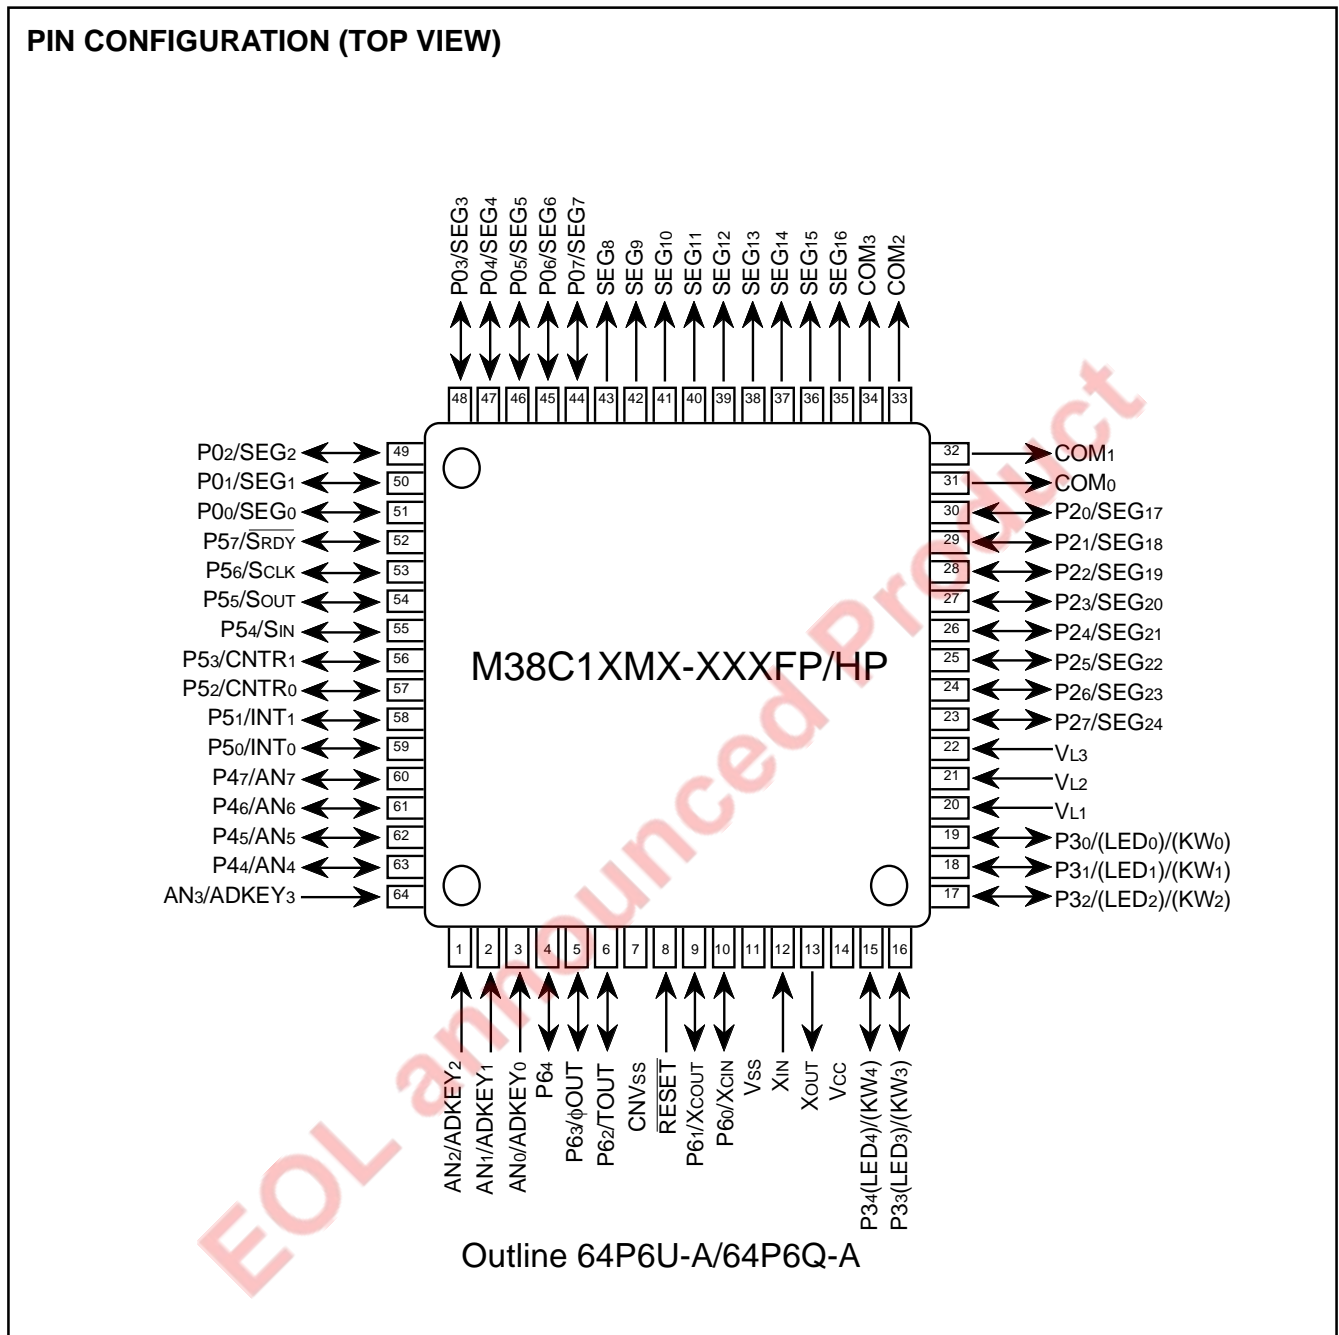 PIN CONFIGURATION (TOP VIEW)
P03/SEG3
P04/SEG4
P05/SEG5
P06/SEG6
P07/SEG7
SEG8
SEG9
SEG10
SEG11
SEG12
SEG13
SEG14
SEG15
SEG16
COM3
COM2
48 47 46 45 44 43 42 41 40 39 38 37 36 35 34 33
P02/SEG2 49
P01/SEG1 50
P00/SEG0 51
P57/SRDY 52
P56/SCLK 53
P55/SOUT 54
P54/SIN 55
P53/CNTR1 56
P52/CNTR0 57
P51/INT1 58
P50/INT0 59
P47/AN7 60
P46/AN6 61
P45/AN5 62
P44/AN4 63
AN3/ADKEY3 64
M38C1XMX-XXXFP/HP
32 COM1
31 COM0
30 P20/SEG17
29 P21/SEG18
28 P22/SEG19
27 P23/SEG20
26 P24/SEG21
25 P25/SEG22
24 P26/SEG23
23 P27/SEG24
22 VL3
21 VL2
20 VL1
19 P30/(LED0)/(KW0)
18 P31/(LED1)/(KW1)
17 P32/(LED2)/(KW2)
1 2 3 4 5 6 7 8 9 10 11 12 13 14 15 16
AN2/ADKEY2
AN1/ADKEY1
AN0/ADKEY0
P64
P63/ϕOUT
P62/TOUT
CNVSS
RESET
P61/XCOUT
P60/XCIN
VSS
XIN
XOUT
VCC
P34(LED4)/(KW4)
P33(LED3)/(KW3)
Outline 64P6U-A/64P6Q-A
EOL announced Product